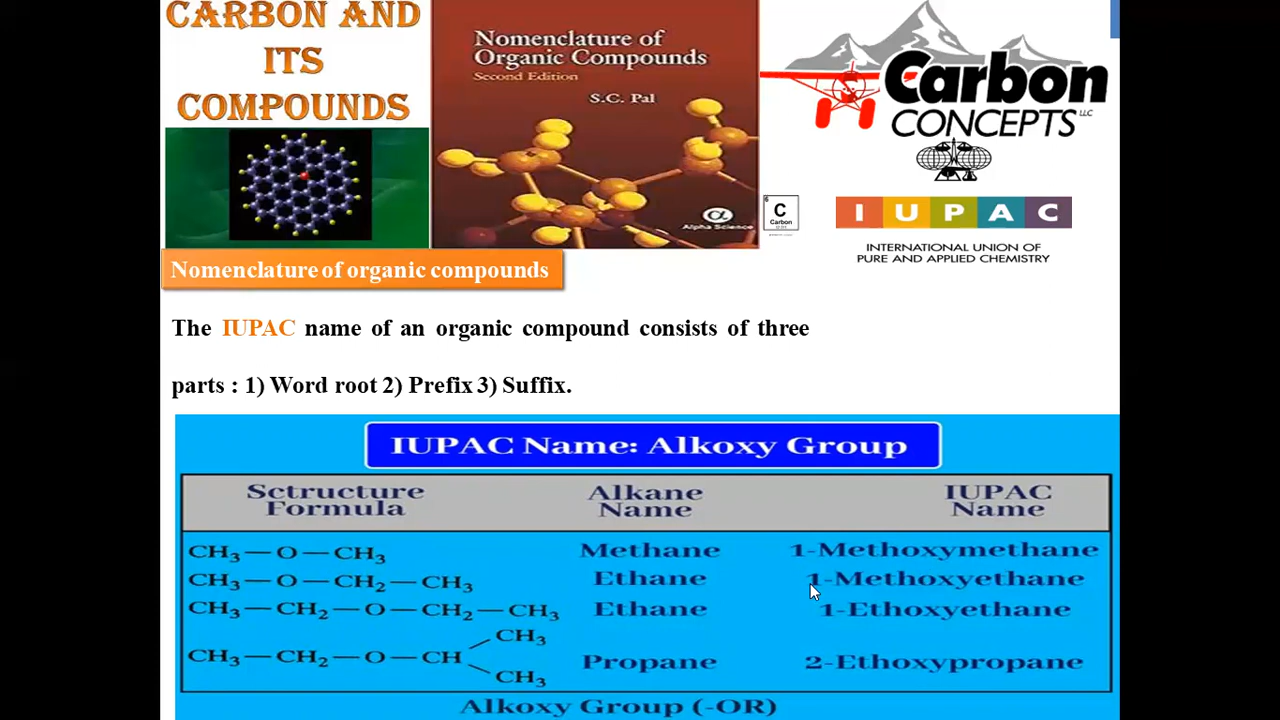 CARBON AND
ITS
COMPOUNDS
Nomenclature of
Organic Compounds
Second Edition
S.C. Pal
Alpha Science
Carbon
CONCEPTS LLC
6
C
Carbon
I U P A C
INTERNATIONAL UNION OF
PURE AND APPLIED CHEMISTRY
Nomenclature of organic compounds
The IUPAC name of an organic compound consists of three
parts : 1) Word root 2) Prefix 3) Suffix.
IUPAC Name: Alkoxy Group
Sctructure Formula
Alkane Name
IUPAC Name
CH₃—O—CH₃ Methane 1-Methoxymethane
CH₃—O—CH₂—CH₃ Ethane 1-Methoxyethane
CH₃—CH₂—O—CH₂—CH₃ Ethane 1-Ethoxyethane
CH₃
CH₃—CH₂—O—CH Propane 2-Ethoxypropane
CH₃
Alkoxy Group (-OR)